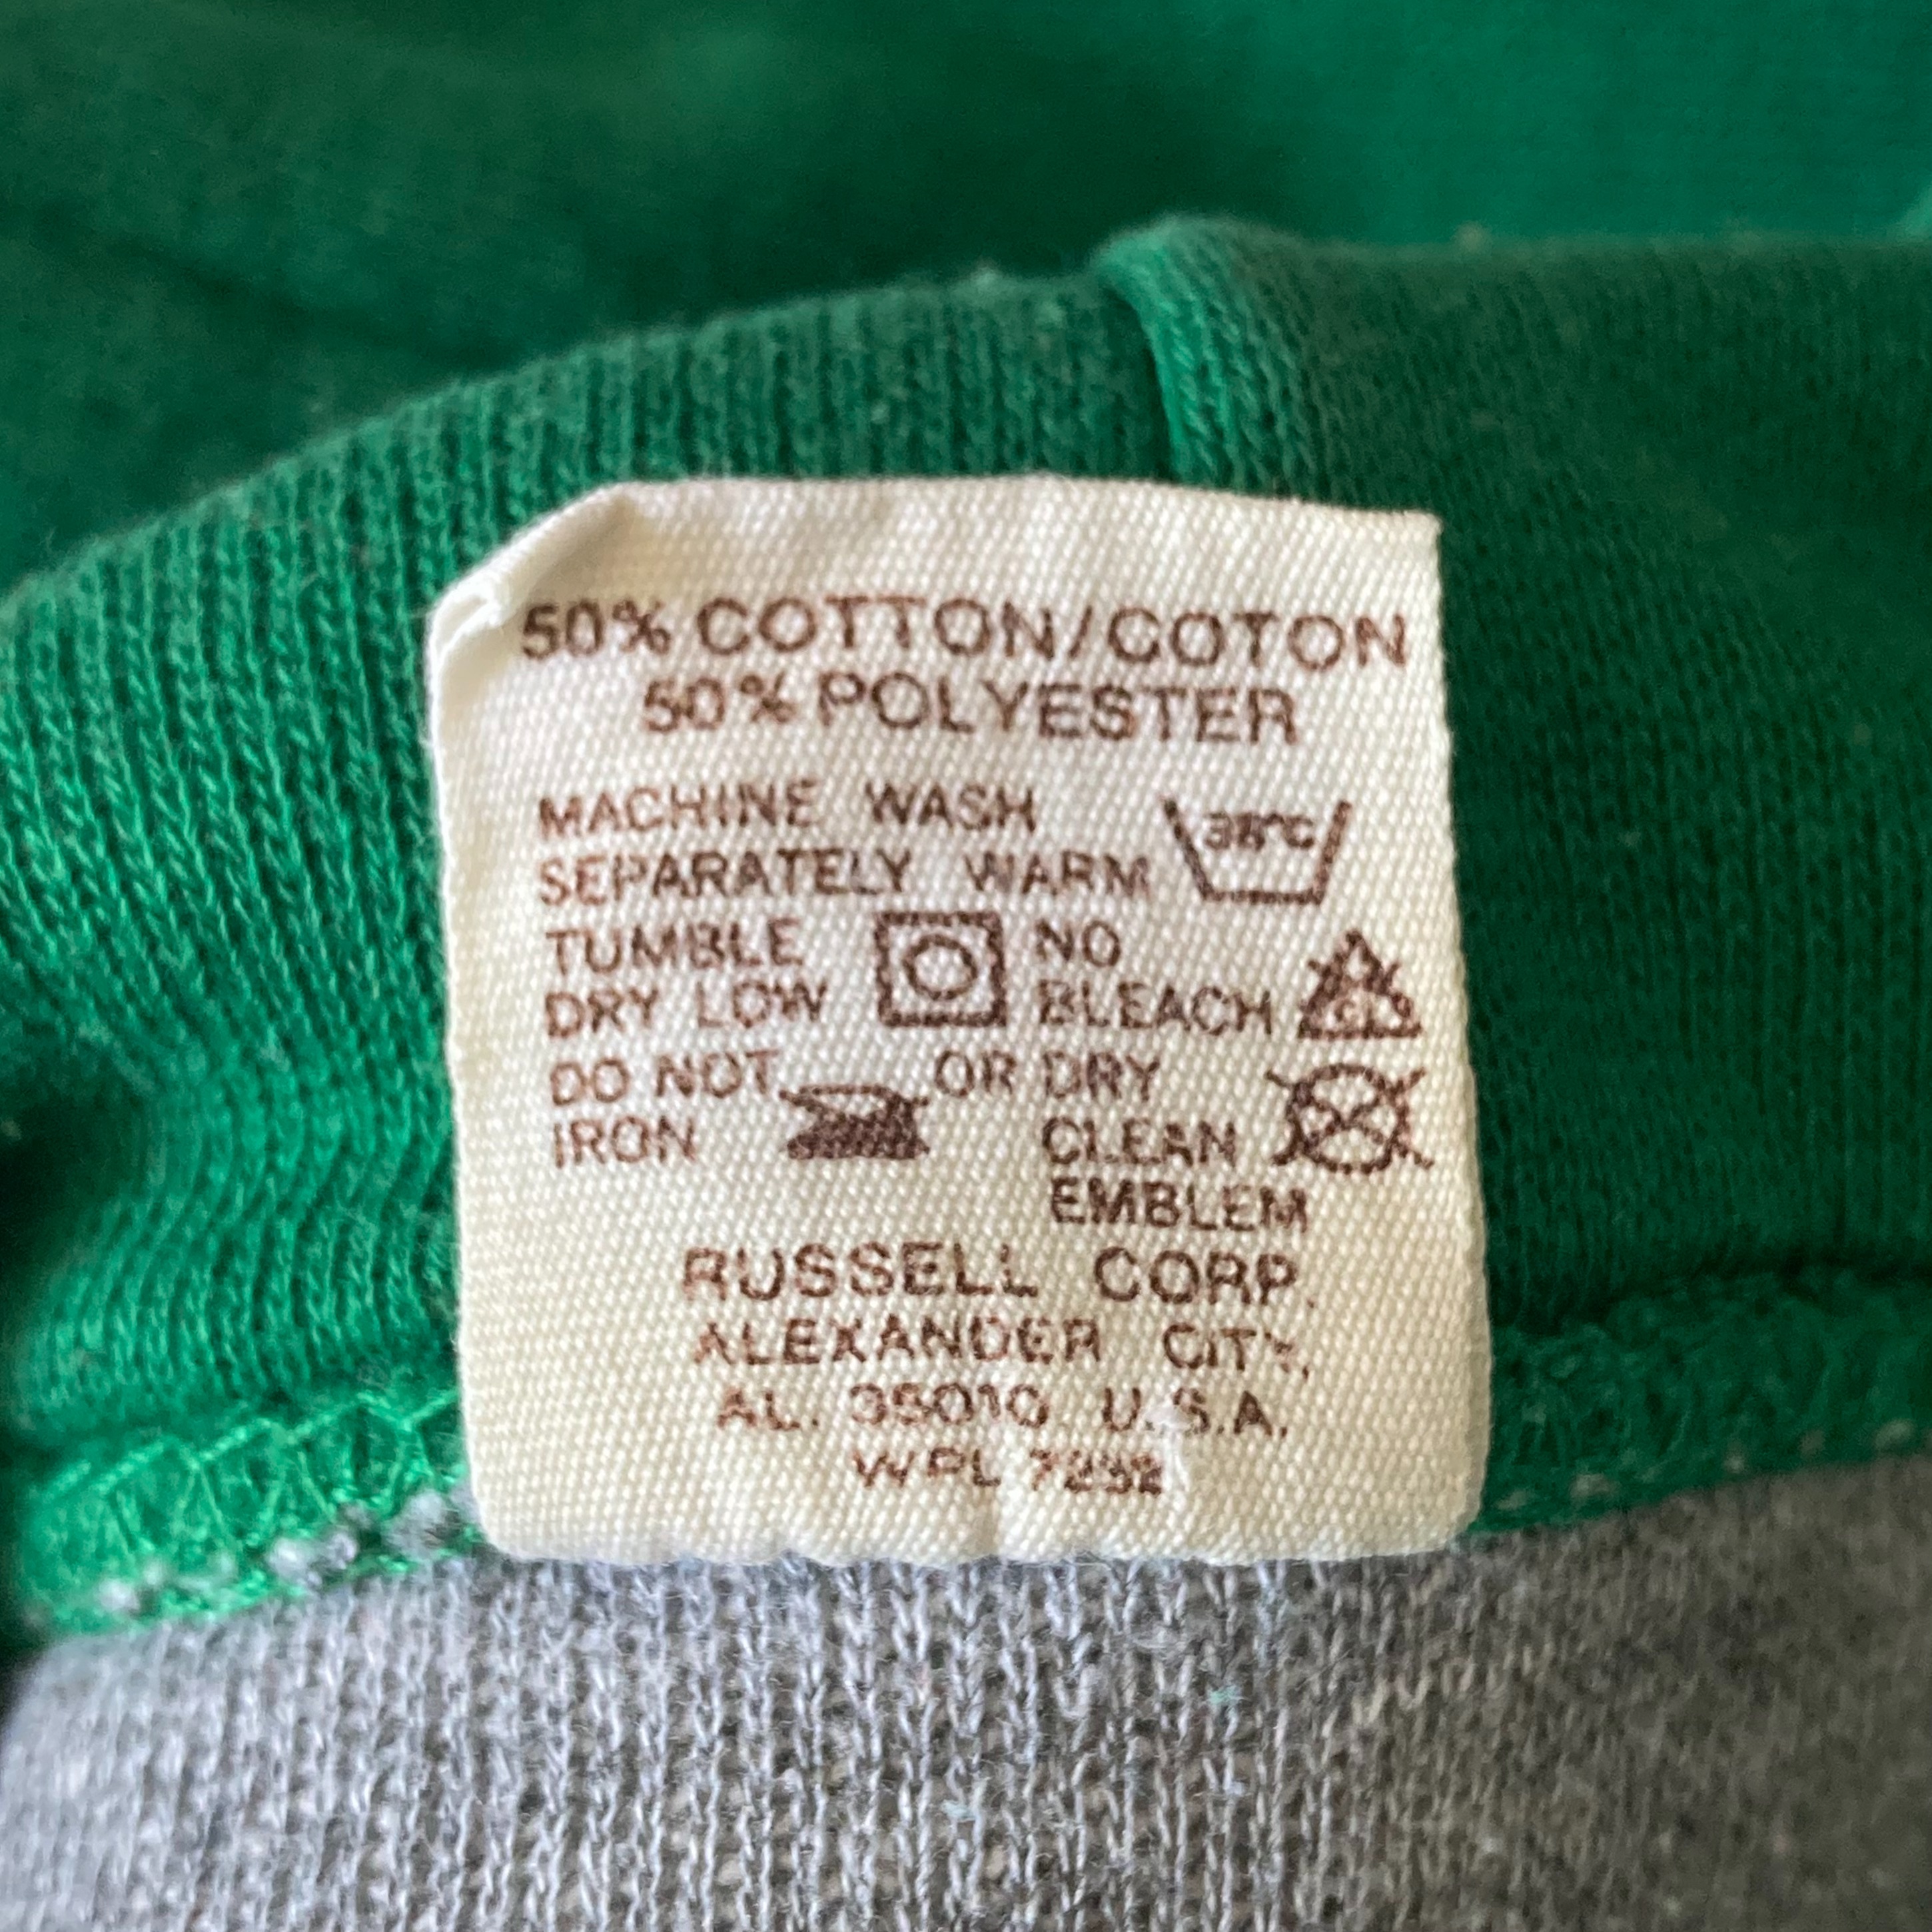 50% COTTON/COTON
50% POLYESTER
MACHINE WASH
SEPARATELY WARM
TUMBLE
DRY LOW
NO
BLEACH
DO NOT
IRON
OR DRY
CLEAN
EMBLEM
RUSSELL CORP.
ALEXANDER CITY,
AL. 35010 U.S.A.
WPL